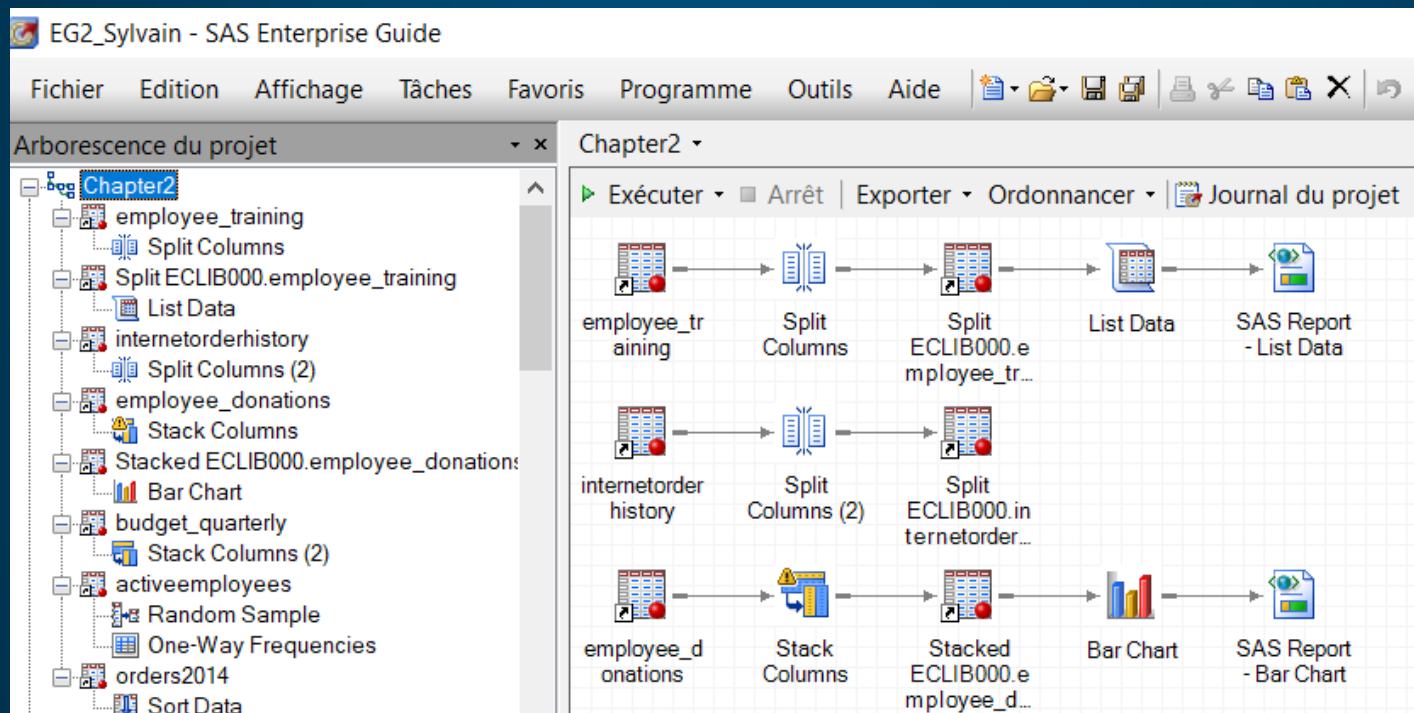 EG2_Sylvain - SAS Enterprise Guide
Fichier Edition Affichage Tâches Favoris Programme Outils Aide
Arborescence du projet
Chapter2
employee_training
Split Columns
Split ECLIB000.employee_training
List Data
internetorderhistory
Split Columns (2)
employee_donations
Stack Columns
Stacked ECLIB000.employee_donations
Bar Chart
budget_quarterly
Stack Columns (2)
activeemployees
Random Sample
One-Way Frequencies
orders2014
Sort Data
Chapter2
Exécuter Arrêt Exporter Ordonnancer Journal du projet
employee_tr
aining
Split
Columns
Split
ECLIB000.e
mployee_tr...
List Data
SAS Report
- List Data
internetorder
history
Split
Columns (2)
Split
ECLIB000.in
ternetorder...
employee_d
onations
Stack
Columns
Stacked
ECLIB000.e
mployee_d...
Bar Chart
SAS Report
- Bar Chart